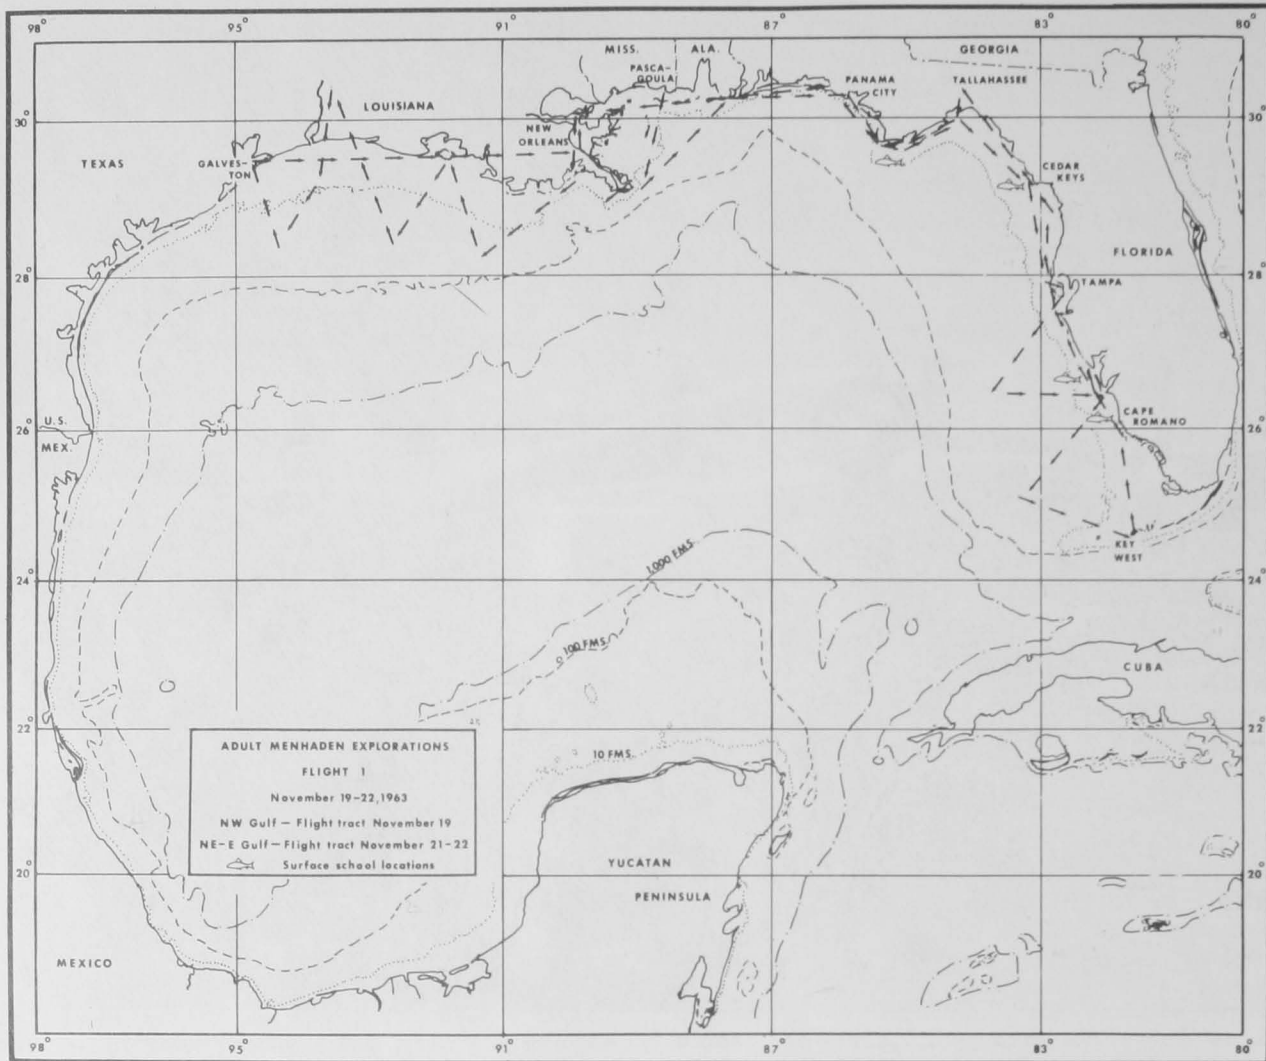 98° 95° 91° 87° 83° 80°
MISS. ALA. GEORGIA
PASCA-
GOULA
PANAMA
CITY
TALLAHASSEE
LOUISIANA
30° 30°
NEW
ORLEANS
TEXAS
GALVES-
TON
CEDAR
KEYS
FLORIDA
28° 28°
TAMPA
CAPE
ROMANO
U.S.
MEX.
26° 26°
KEY
WEST
1,000 FMS.
24° 24°
100 FMS.
CUBA
22° 22°
10 FMS.
ADULT MENHADEN EXPLORATIONS
FLIGHT 1
November 19-22, 1963
NW Gulf — Flight tract November 19
NE-E Gulf — Flight tract November 21-22
Surface school locations
20° 20°
YUCATAN
PENINSULA
MEXICO
98° 95° 91° 87° 83° 80°